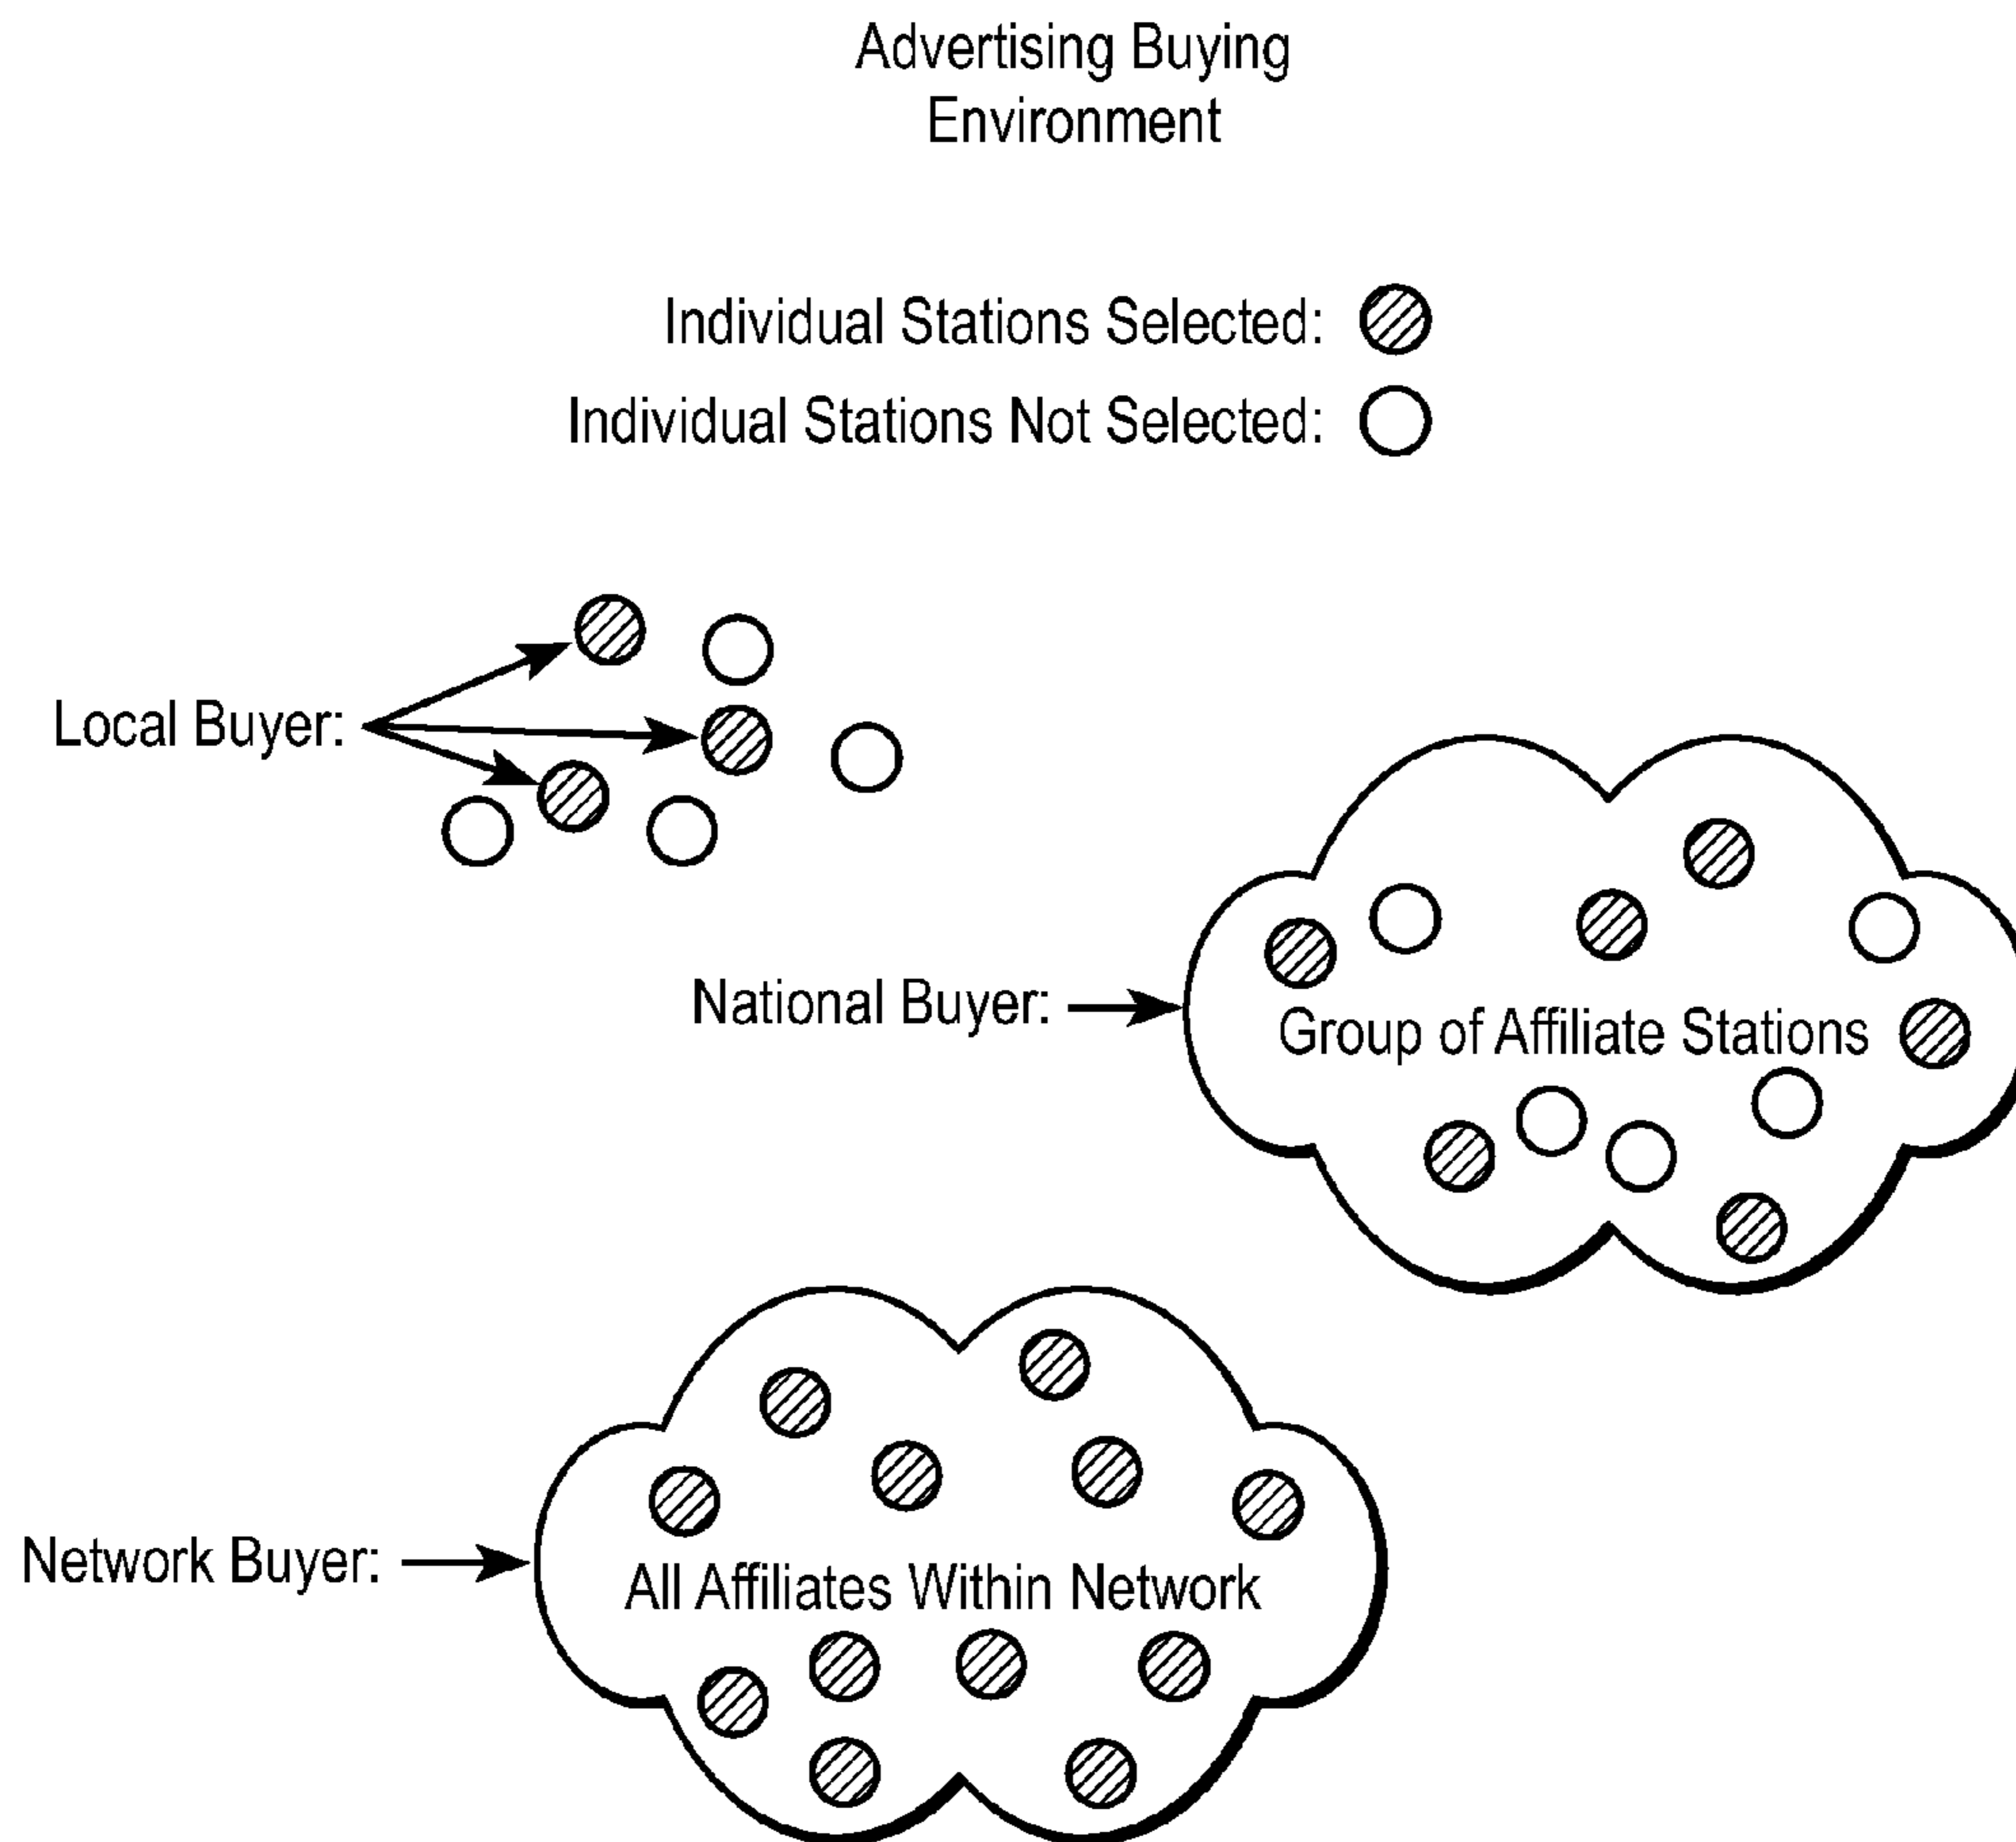 Advertising Buying
Environment
Individual Stations Selected:
Individual Stations Not Selected:
Local Buyer:
National Buyer:
Group of Affiliate Stations
Network Buyer:
All Affiliates Within Network